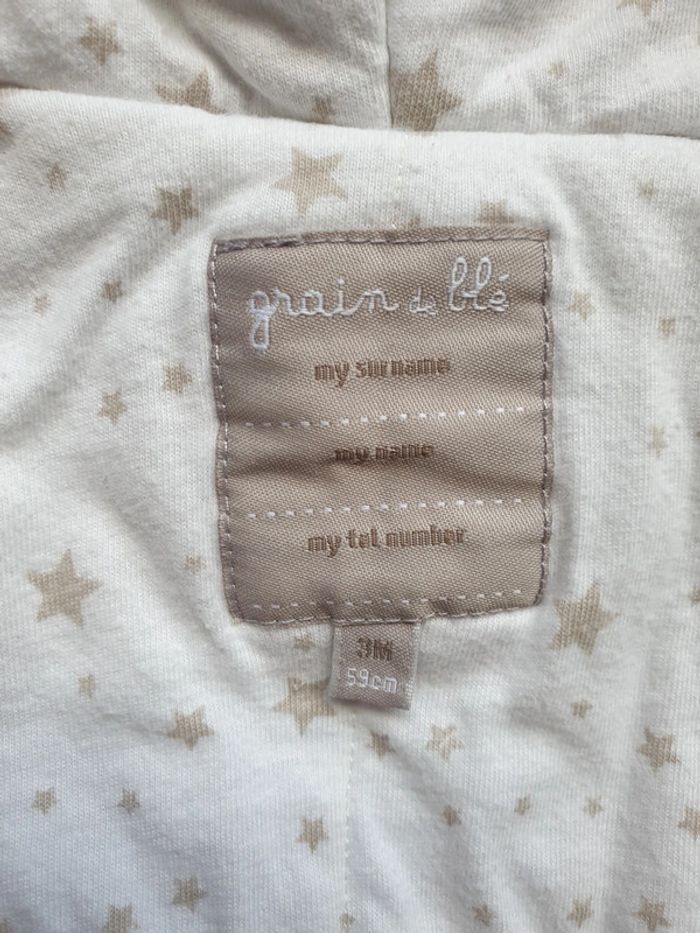 grain de blé
my surname
my name
my tel number
3M
59cm